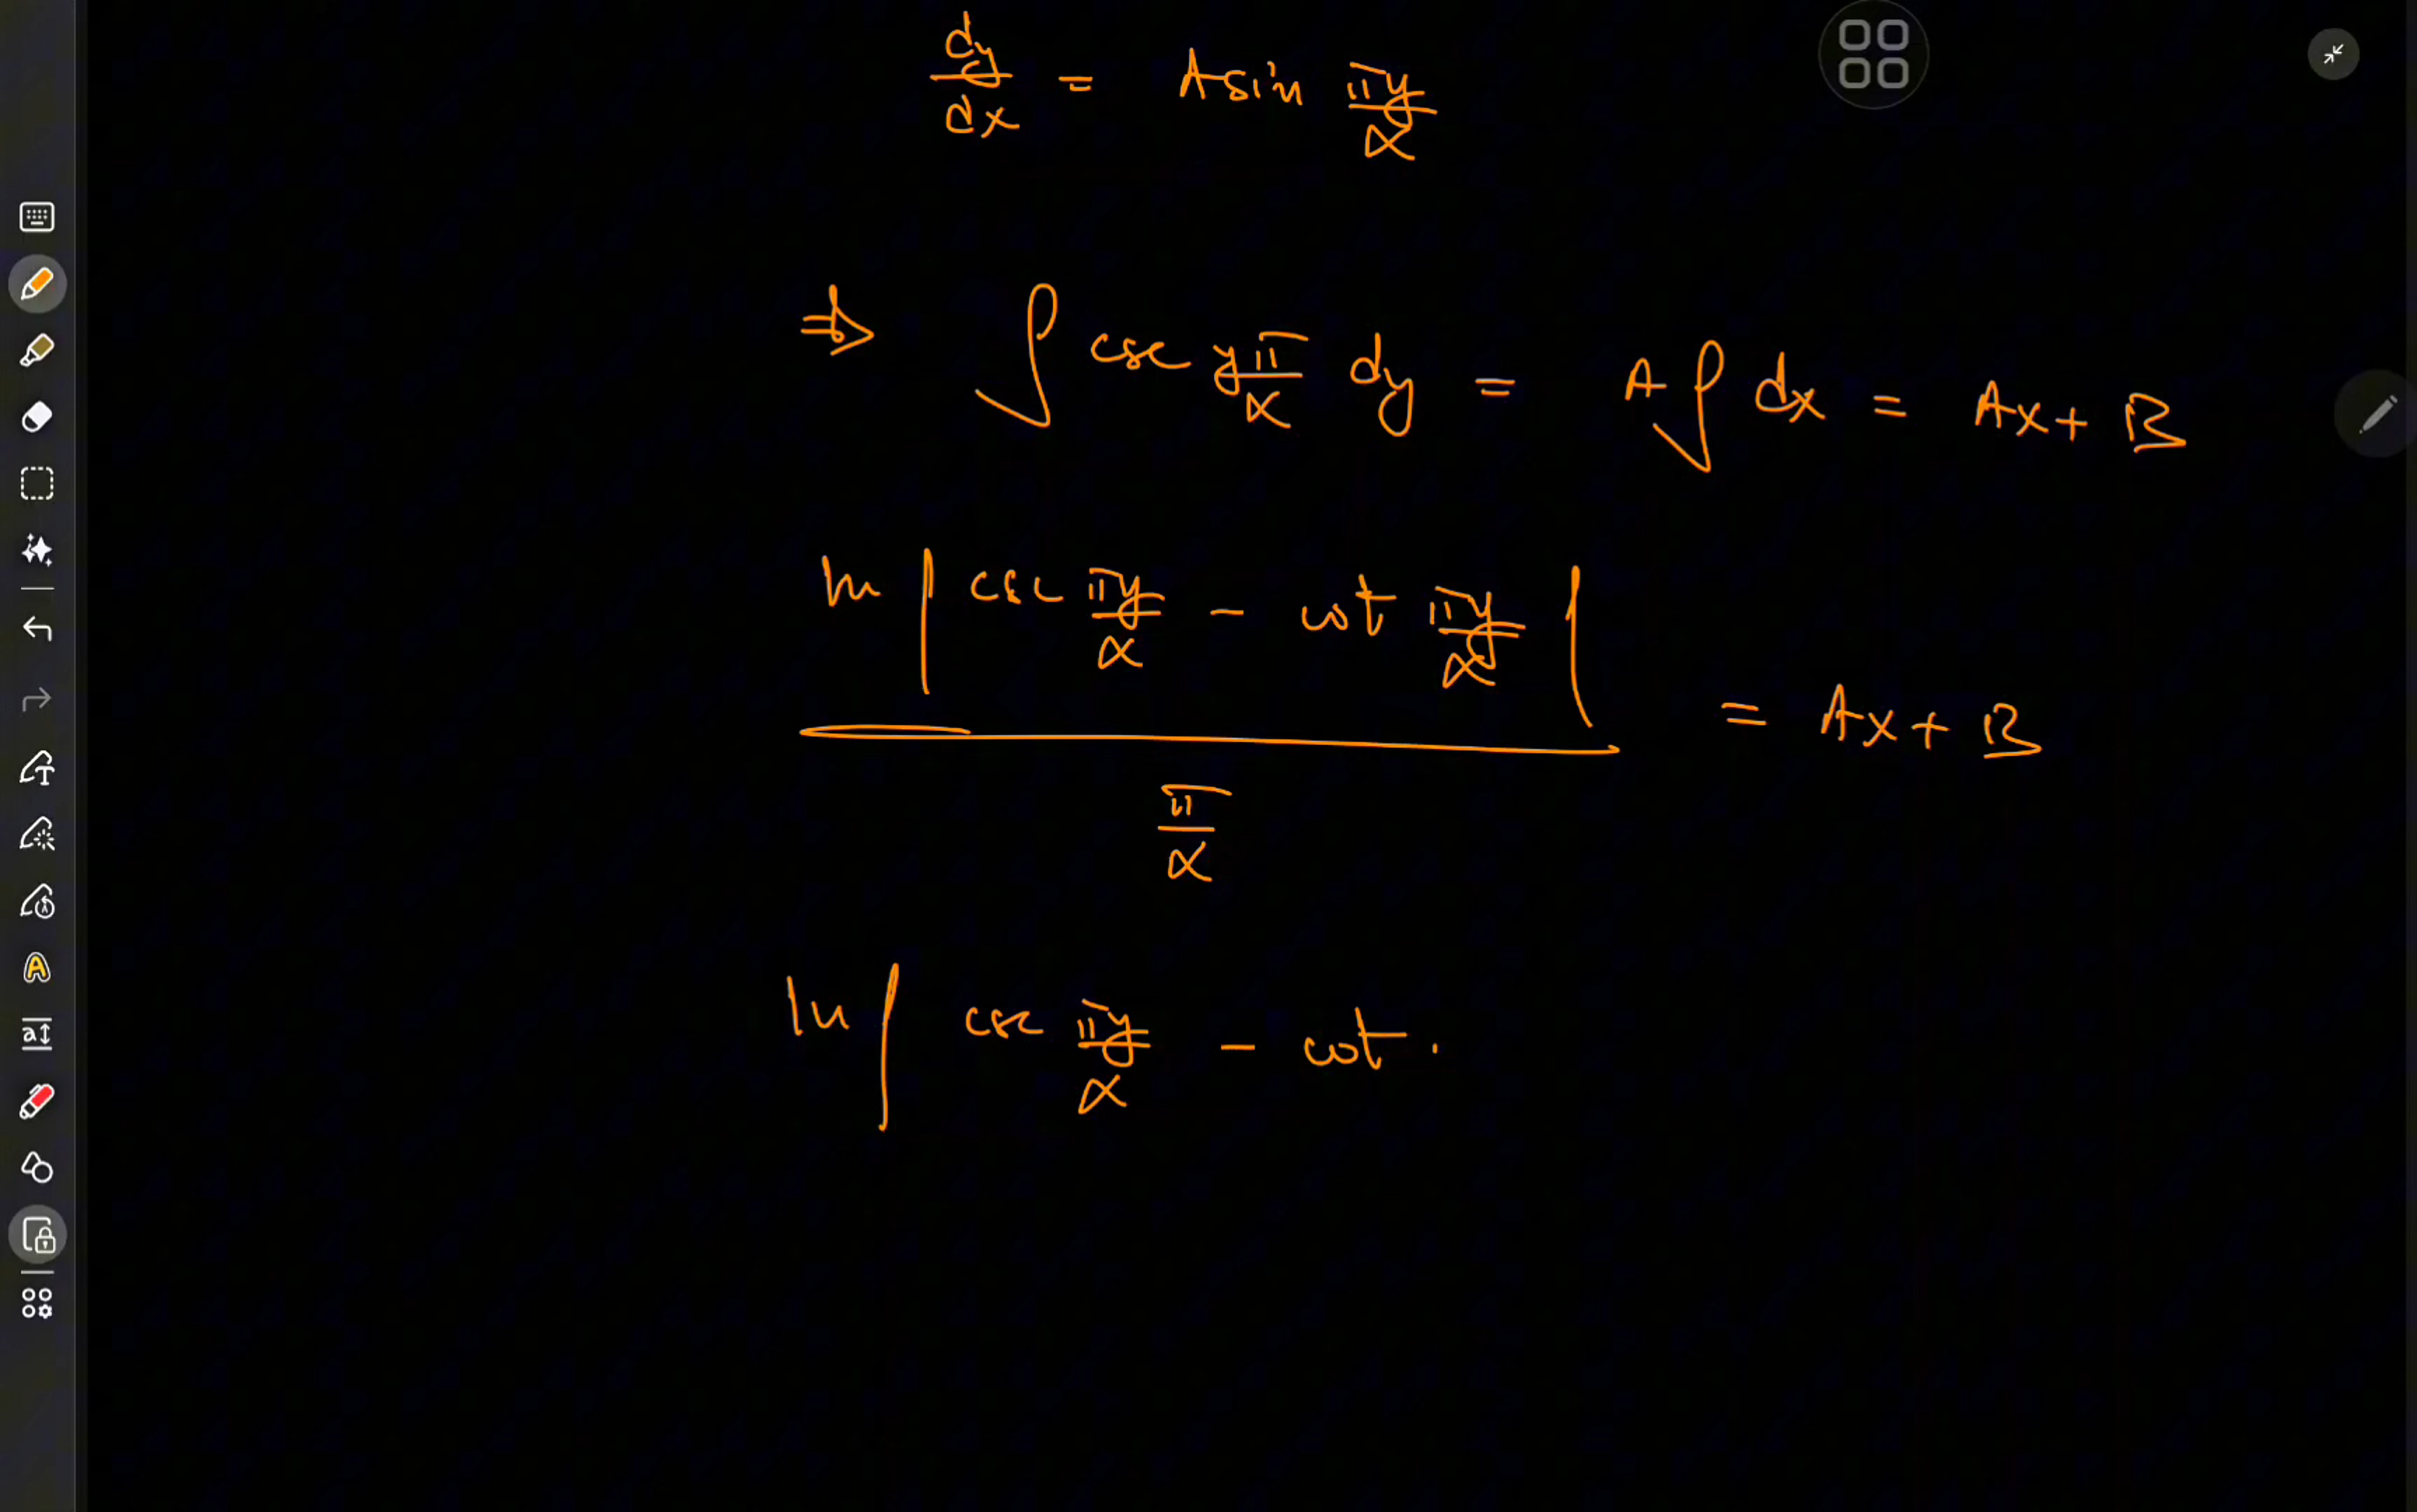 dy/dx = A sin πy/α
⇒ ∫ csc yπ/α dy = A ∫ dx = Ax + B
ln | csc πy/α - cot πy/α | / π/α = Ax + B
ln | csc πy/α - cot .